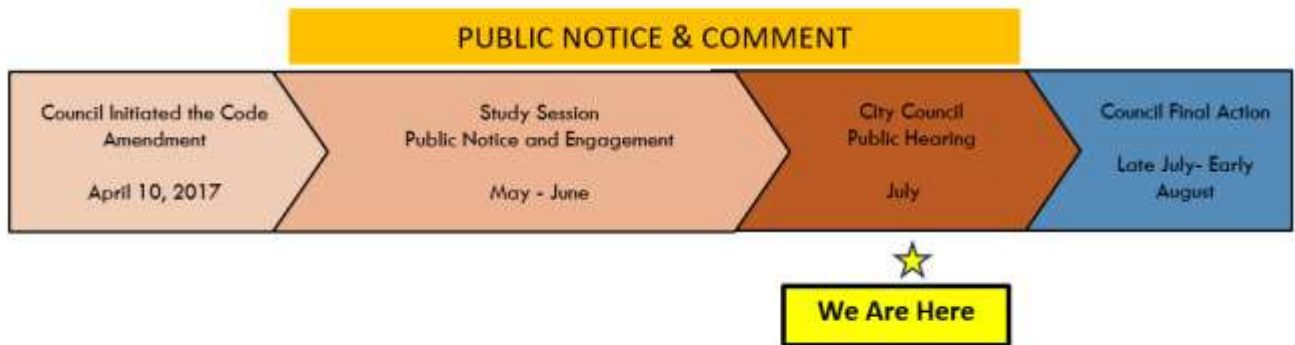 PUBLIC NOTICE & COMMENT
Council Initiated the Code
Amendment
April 10, 2017
Study Session
Public Notice and Engagement
May - June
City Council
Public Hearing
July
Council Final Action
Late July- Early
August
We Are Here